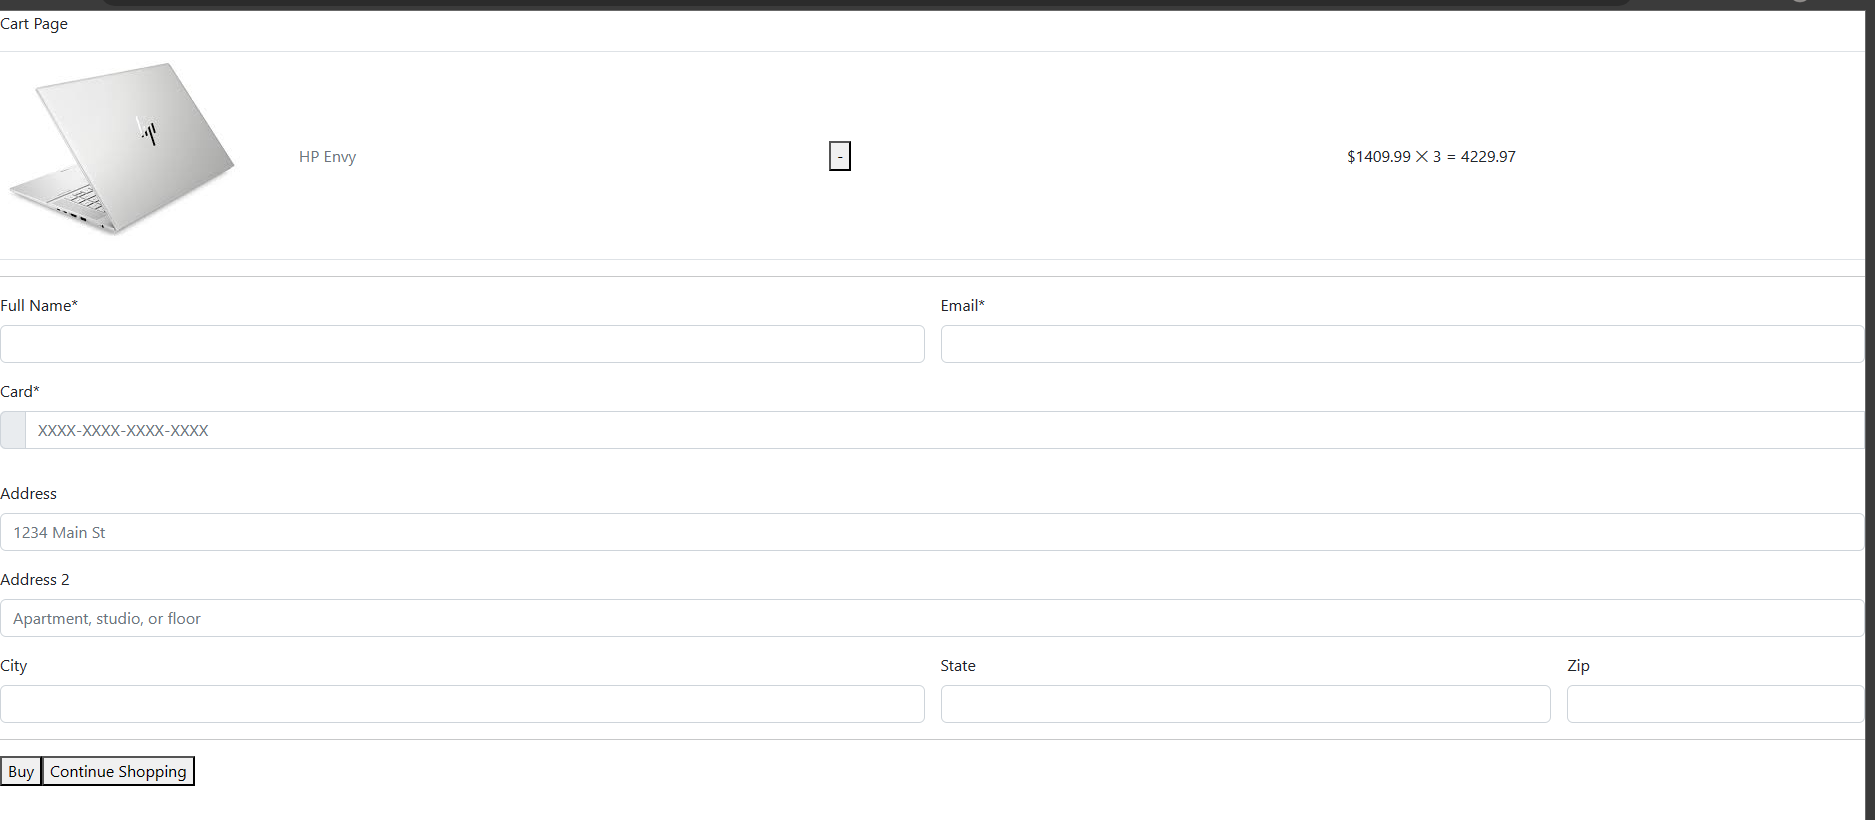 Cart Page
HP Envy
-
$1409.99 × 3 = 4229.97
Full Name*
Email*
Card*
XXXX-XXXX-XXXX-XXXX
Address
1234 Main St
Address 2
Apartment, studio, or floor
City
State
Zip
Buy
Continue Shopping